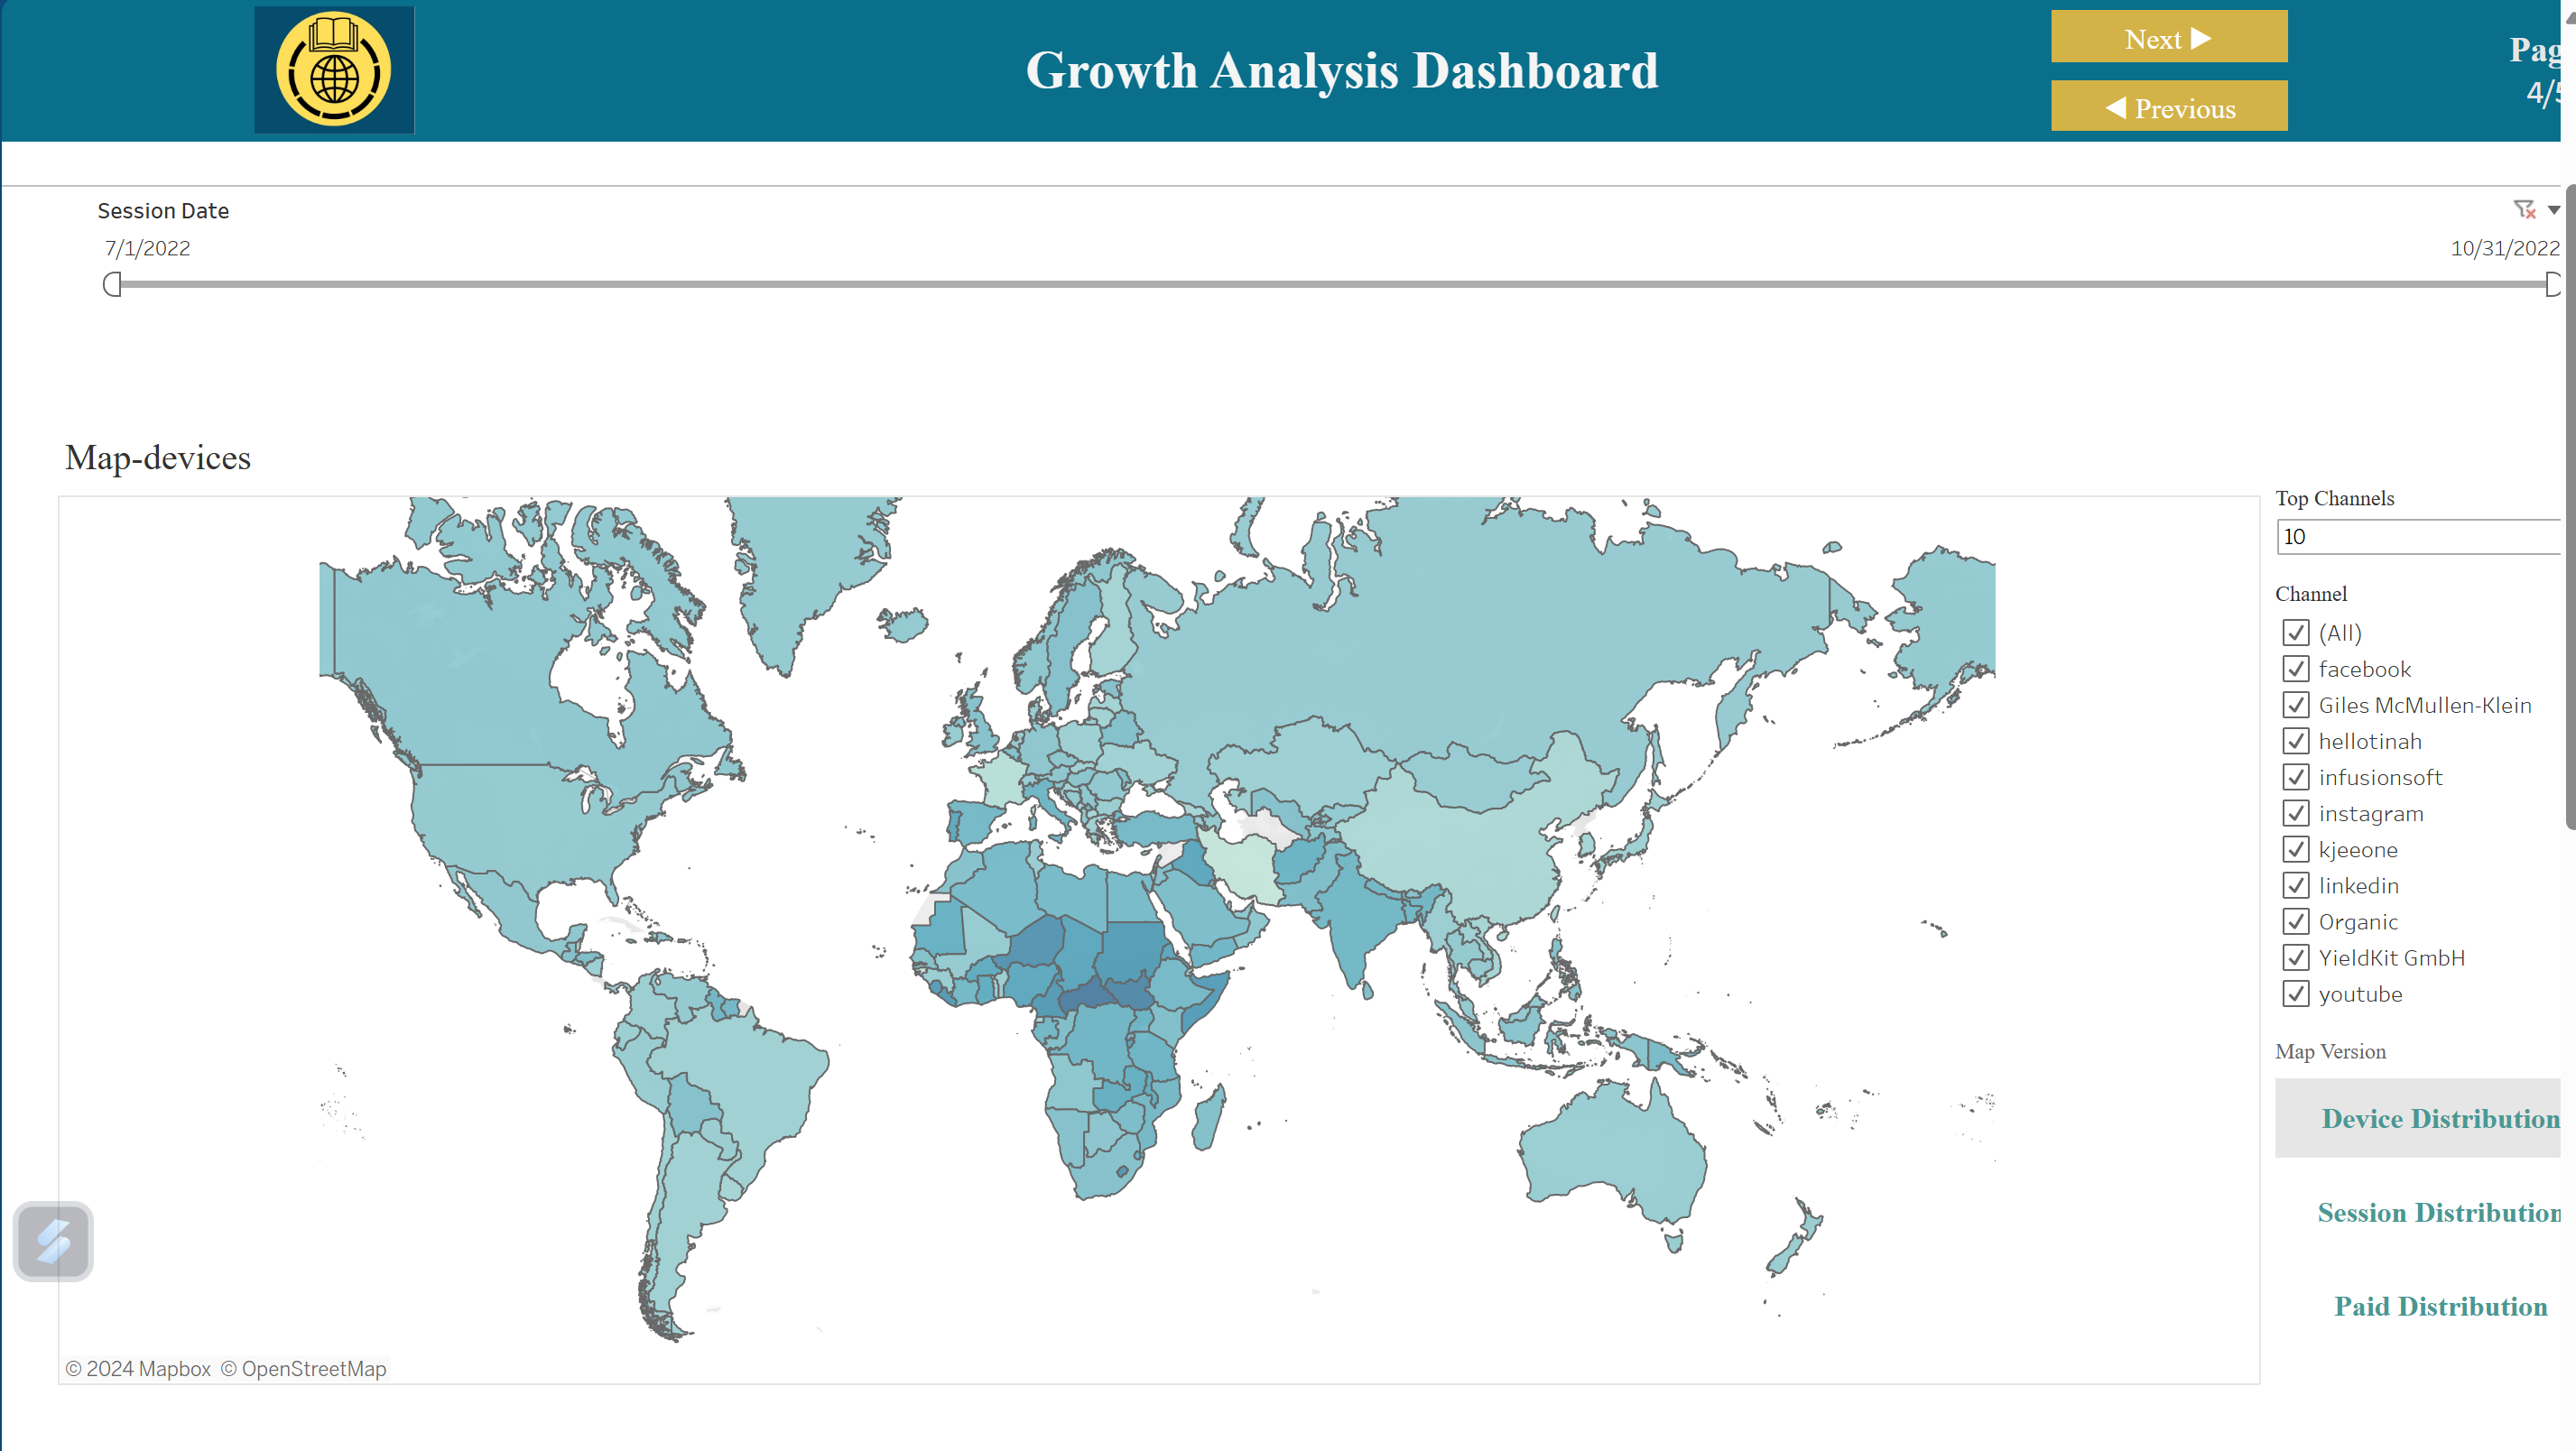 Growth Analysis Dashboard
Next ▶
◀ Previous
Pag
4/5
Session Date
7/1/2022
10/31/2022
Map-devices
Top Channels
10
Channel
(All)
facebook
Giles McMullen-Klein
hellotinah
infusionsoft
instagram
kjeeone
linkedin
Organic
YieldKit GmbH
youtube
Map Version
Device Distribution
Session Distribution
Paid Distribution
© 2024 Mapbox © OpenStreetMap